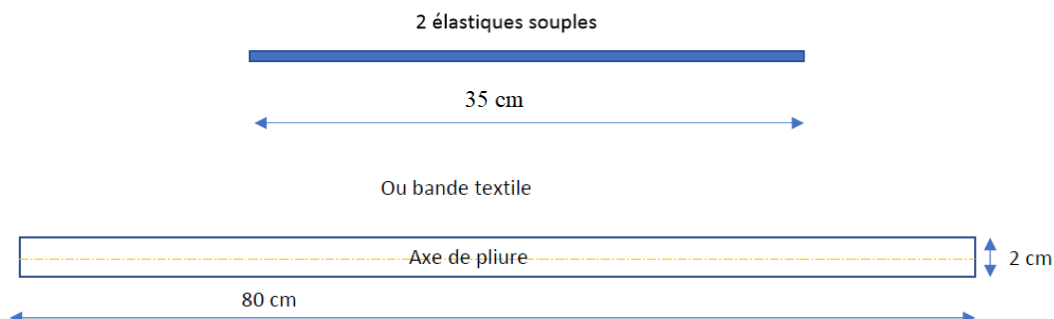 2 élastiques souples
35 cm
Ou bande textile
Axe de pliure
2 cm
80 cm